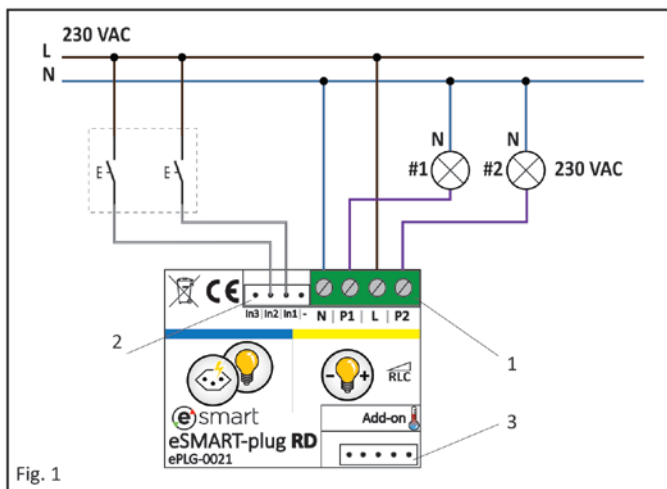 230 VAC
L
N
N
N
#1
#2
230 VAC
E
E
CE
In3 | In2 | In1 | -
N | P1 | L | P2
2
1
- +
RLC
esmart
Add-on
eSMART-plug RD
ePLG-0021
3
Fig. 1